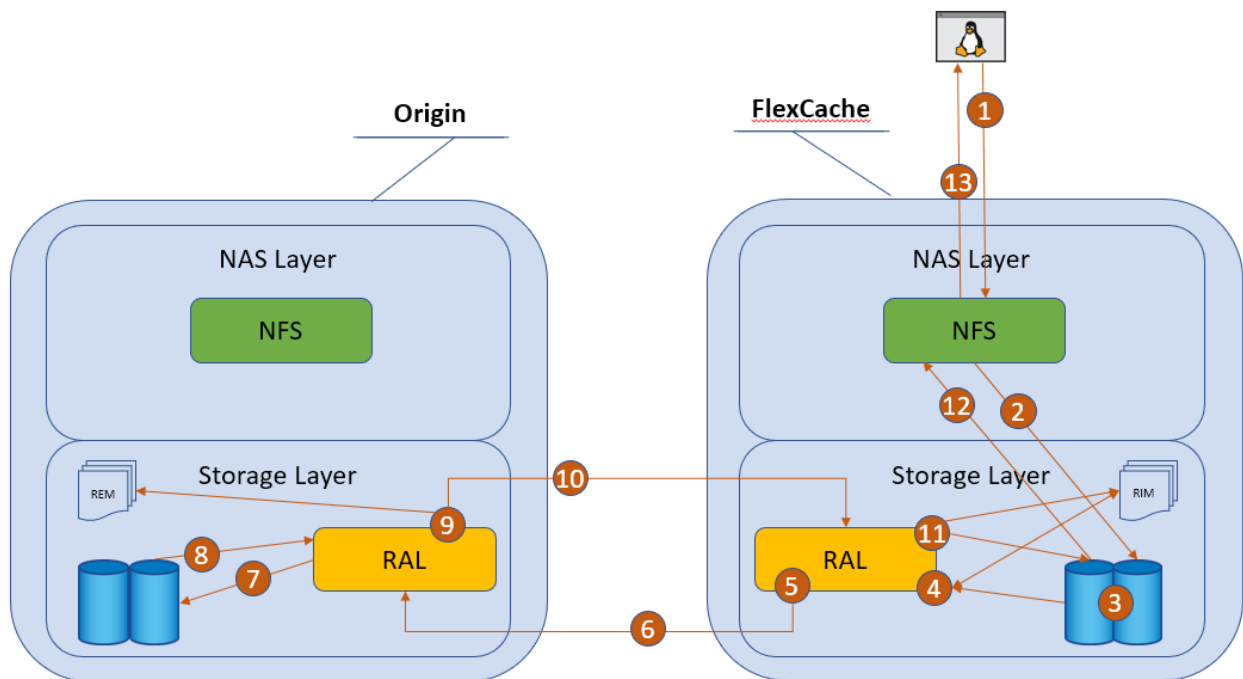 1
Origin
FlexCache
13
NAS Layer
NAS Layer
NFS
NFS
12
2
Storage Layer
10
Storage Layer
REM
RIM
9
11
8
RAL
RAL
7
5
4
3
6